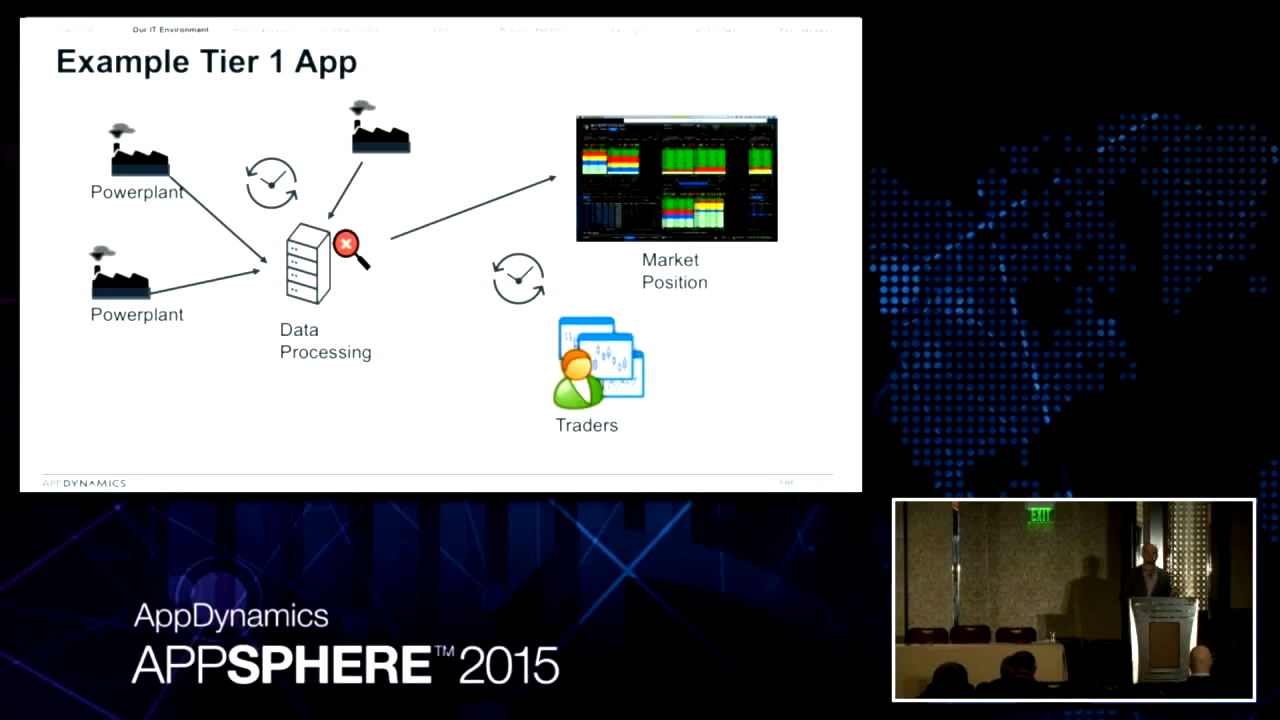 Our IT Environment
Example Tier 1 App
Powerplant
Powerplant
Data
Processing
Market
Position
Traders
APPDYNAMICS
EXIT
AppDynamics
APPSPHERE™ 2015